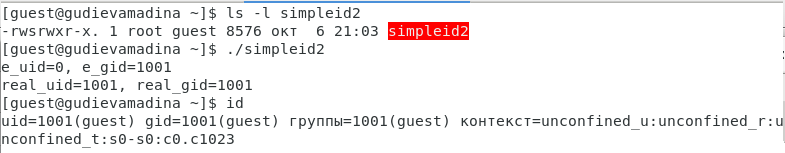 [guest@gudievamadina ~]$ ls -l simpleid2
-rwsrwxr-x. 1 root guest 8576 окт  6 21:03 simpleid2
[guest@gudievamadina ~]$ ./simpleid2
e_uid=0, e_gid=1001
real_uid=1001, real_gid=1001
[guest@gudievamadina ~]$ id
uid=1001(guest) gid=1001(guest) группы=1001(guest) контекст=unconfined_u:unconfined_r:u
nconfined_t:s0-s0:c0.c1023